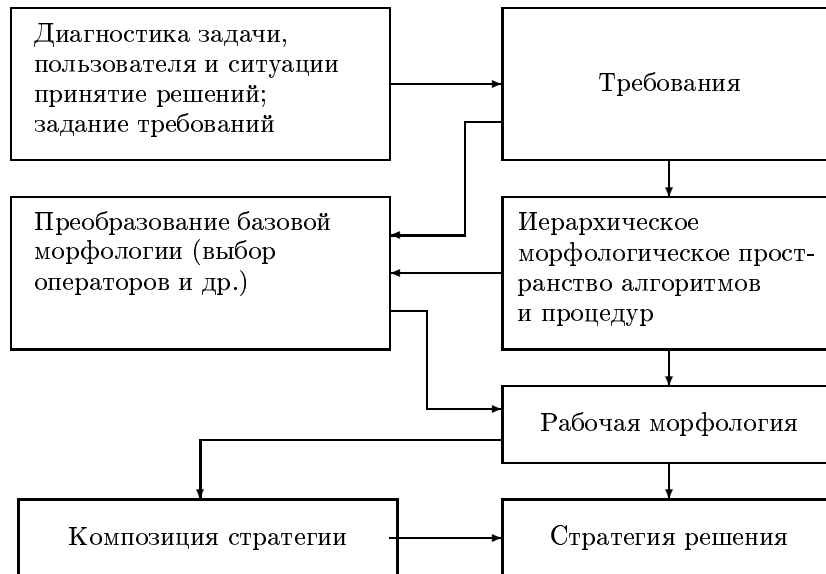 Диагностика задачи,
пользователя и ситуации
принятие решений;
задание требований
Требования
Преобразование базовой
морфологии (выбор
операторов и др.)
Иерархическое
морфологическое прост-
ранство алгоритмов
и процедур
Рабочая морфология
Композиция стратегии
Стратегия решения